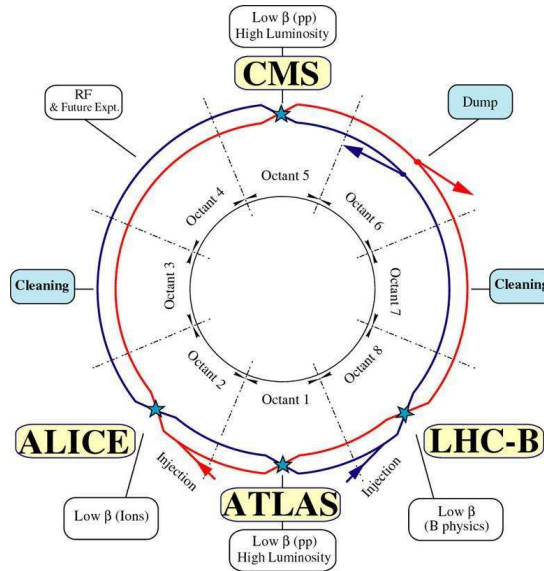 Low β (pp)
High Luminosity
CMS
RF
& Future Expt.
Dump
Octant 5
Octant 4
Octant 6
Cleaning
Octant 3
Octant 7
Cleaning
Octant 2
Octant 8
Octant 1
ALICE
LHC-B
Injection
Injection
ATLAS
Low β (Ions)
Low β
(B physics)
Low β (pp)
High Luminosity